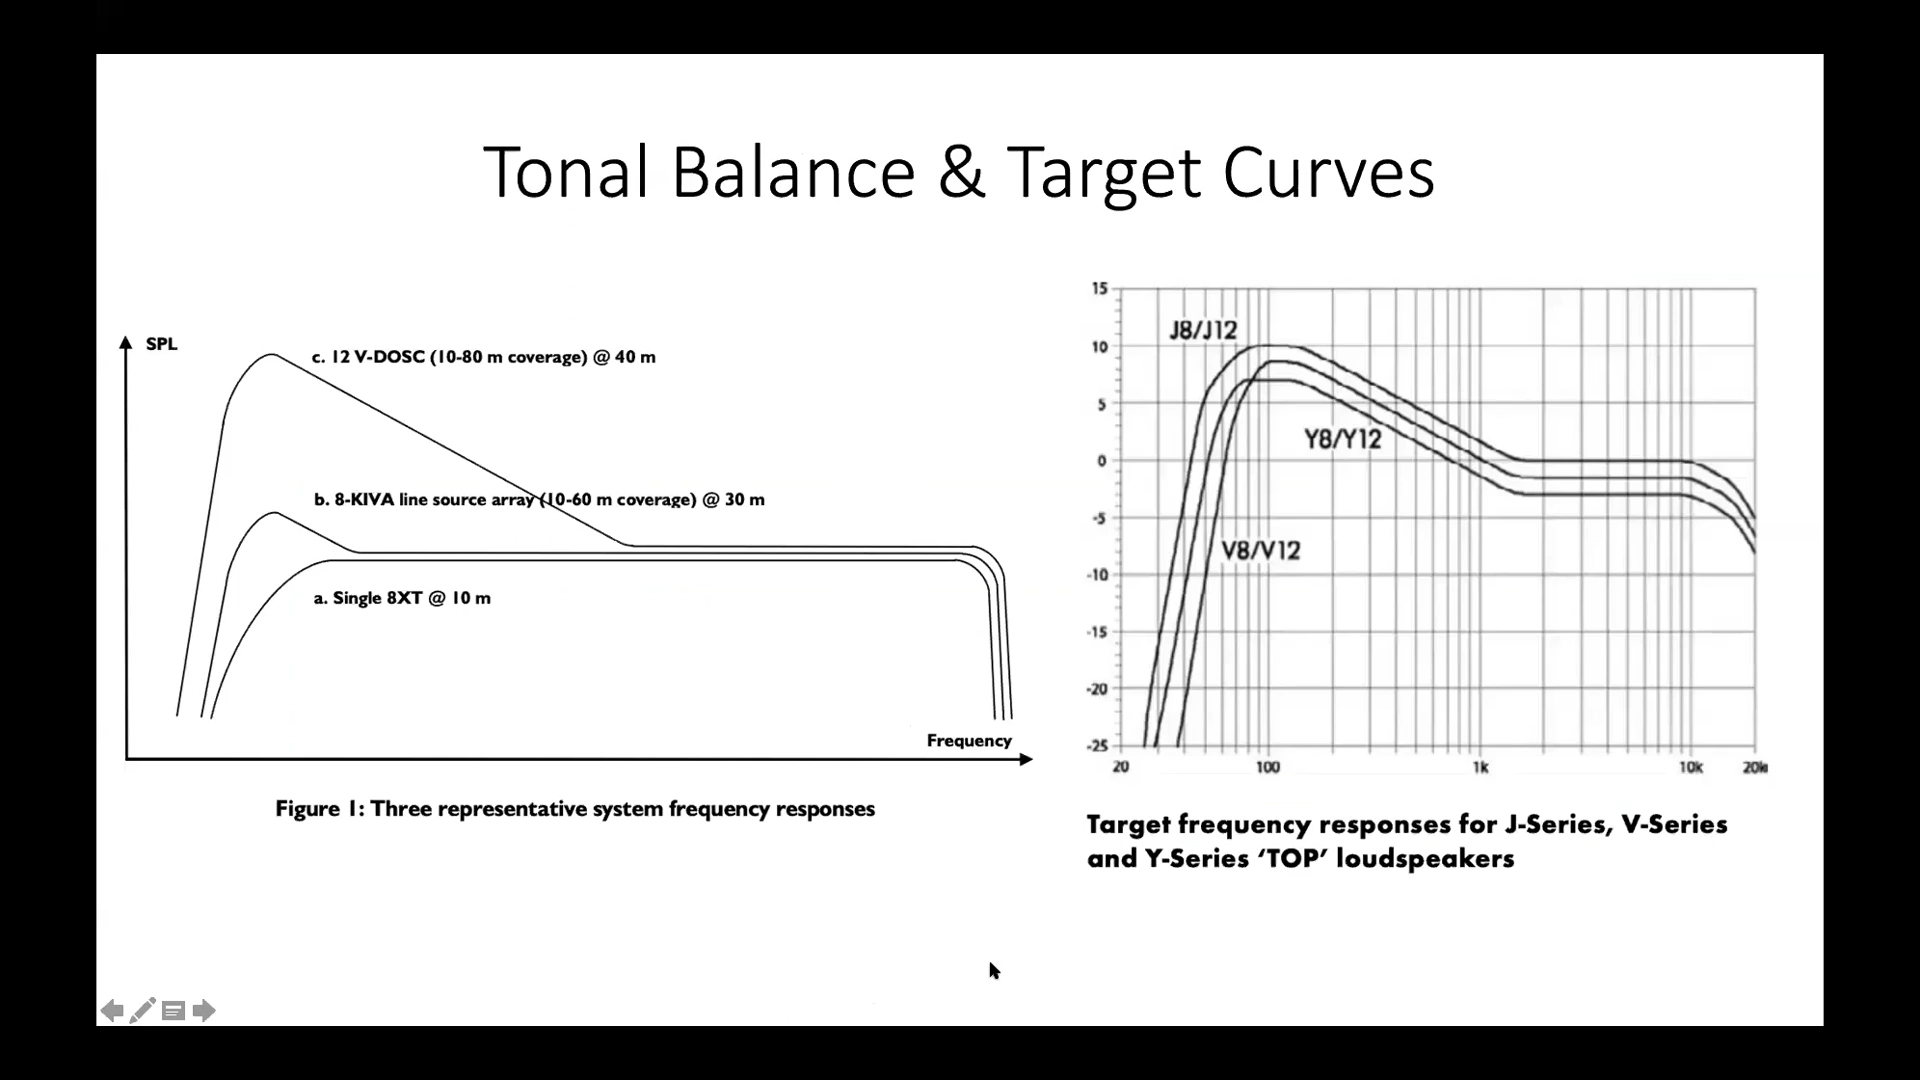 Tonal Balance & Target Curves
SPL
c. 12 V-DOSC (10-80 m coverage) @ 40 m
b. 8-KIVA line source array (10-60 m coverage) @ 30 m
a. Single 8XT @ 10 m
Frequency
Figure 1: Three representative system frequency responses
15
10
5
0
-5
-10
-15
-20
-25
J8/J12
Y8/Y12
V8/V12
20 100 1k 10k 20k
Target frequency responses for J-Series, V-Series
and Y-Series ‘TOP’ loudspeakers